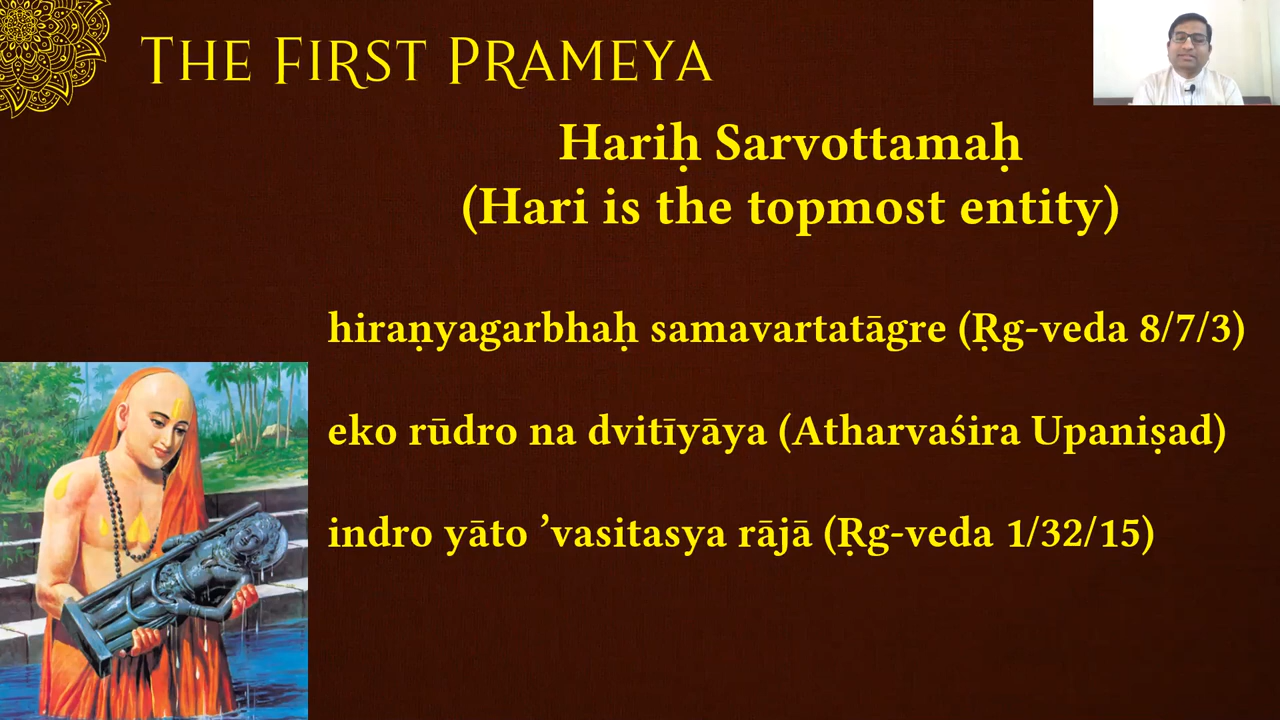 THE FIRST PRAMEYA
Hariḥ Sarvottamaḥ
(Hari is the topmost entity)
hiraṇyagarbhaḥ samavartatāgre (Ṛg-veda 8/7/3)
eko rūdro na dvitīyāya (Atharvaśira Upaniṣad)
indro yāto ’vasitasya rājā (Ṛg-veda 1/32/15)